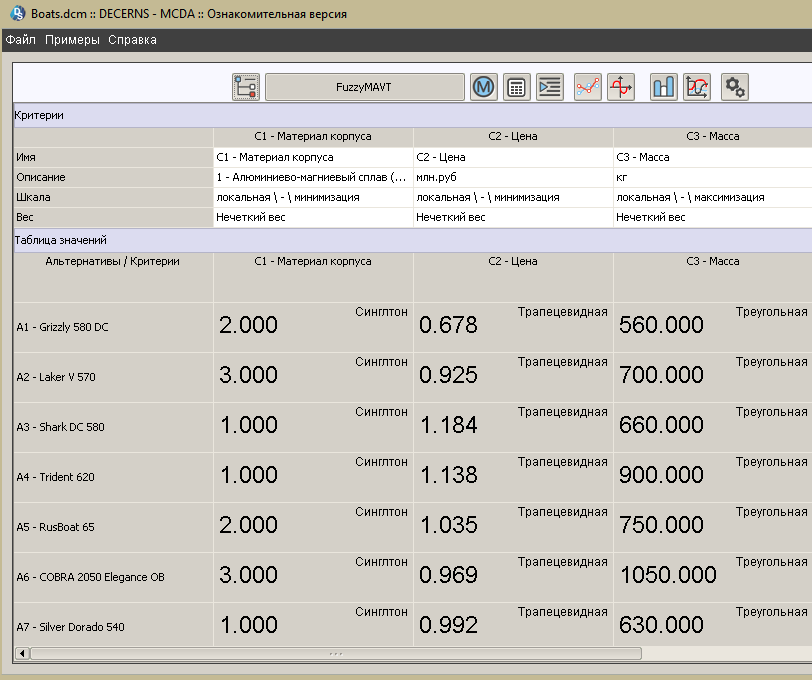 Boats.dcm :: DECERNS - MCDA :: Ознакомительная версия
Файл Примеры Справка
FuzzyMAVT
M
Критерии
C1 - Материал корпуса C2 - Цена C3 - Масса
Имя C1 - Материал корпуса C2 - Цена C3 - Масса
Описание 1 - Алюминиево-магниевый сплав (... млн.руб кг
Шкала локальная \ - \ минимизация локальная \ - \ минимизация локальная \ - \ максимизация
Вес Нечеткий вес Нечеткий вес Нечеткий вес
Таблица значений
Альтернативы / Критерии C1 - Материал корпуса C2 - Цена C3 - Масса
A1 - Grizzly 580 DC 2.000 Синглтон 0.678 Трапецевидная 560.000 Треугольная
A2 - Laker V 570 3.000 Синглтон 0.925 Трапецевидная 700.000 Треугольная
A3 - Shark DC 580 1.000 Синглтон 1.184 Трапецевидная 660.000 Треугольная
A4 - Trident 620 1.000 Синглтон 1.138 Трапецевидная 900.000 Треугольная
A5 - RusBoat 65 2.000 Синглтон 1.035 Трапецевидная 750.000 Треугольная
A6 - COBRA 2050 Elegance OB 3.000 Синглтон 0.969 Трапецевидная 1050.000 Треугольная
A7 - Silver Dorado 540 1.000 Синглтон 0.992 Трапецевидная 630.000 Треугольная